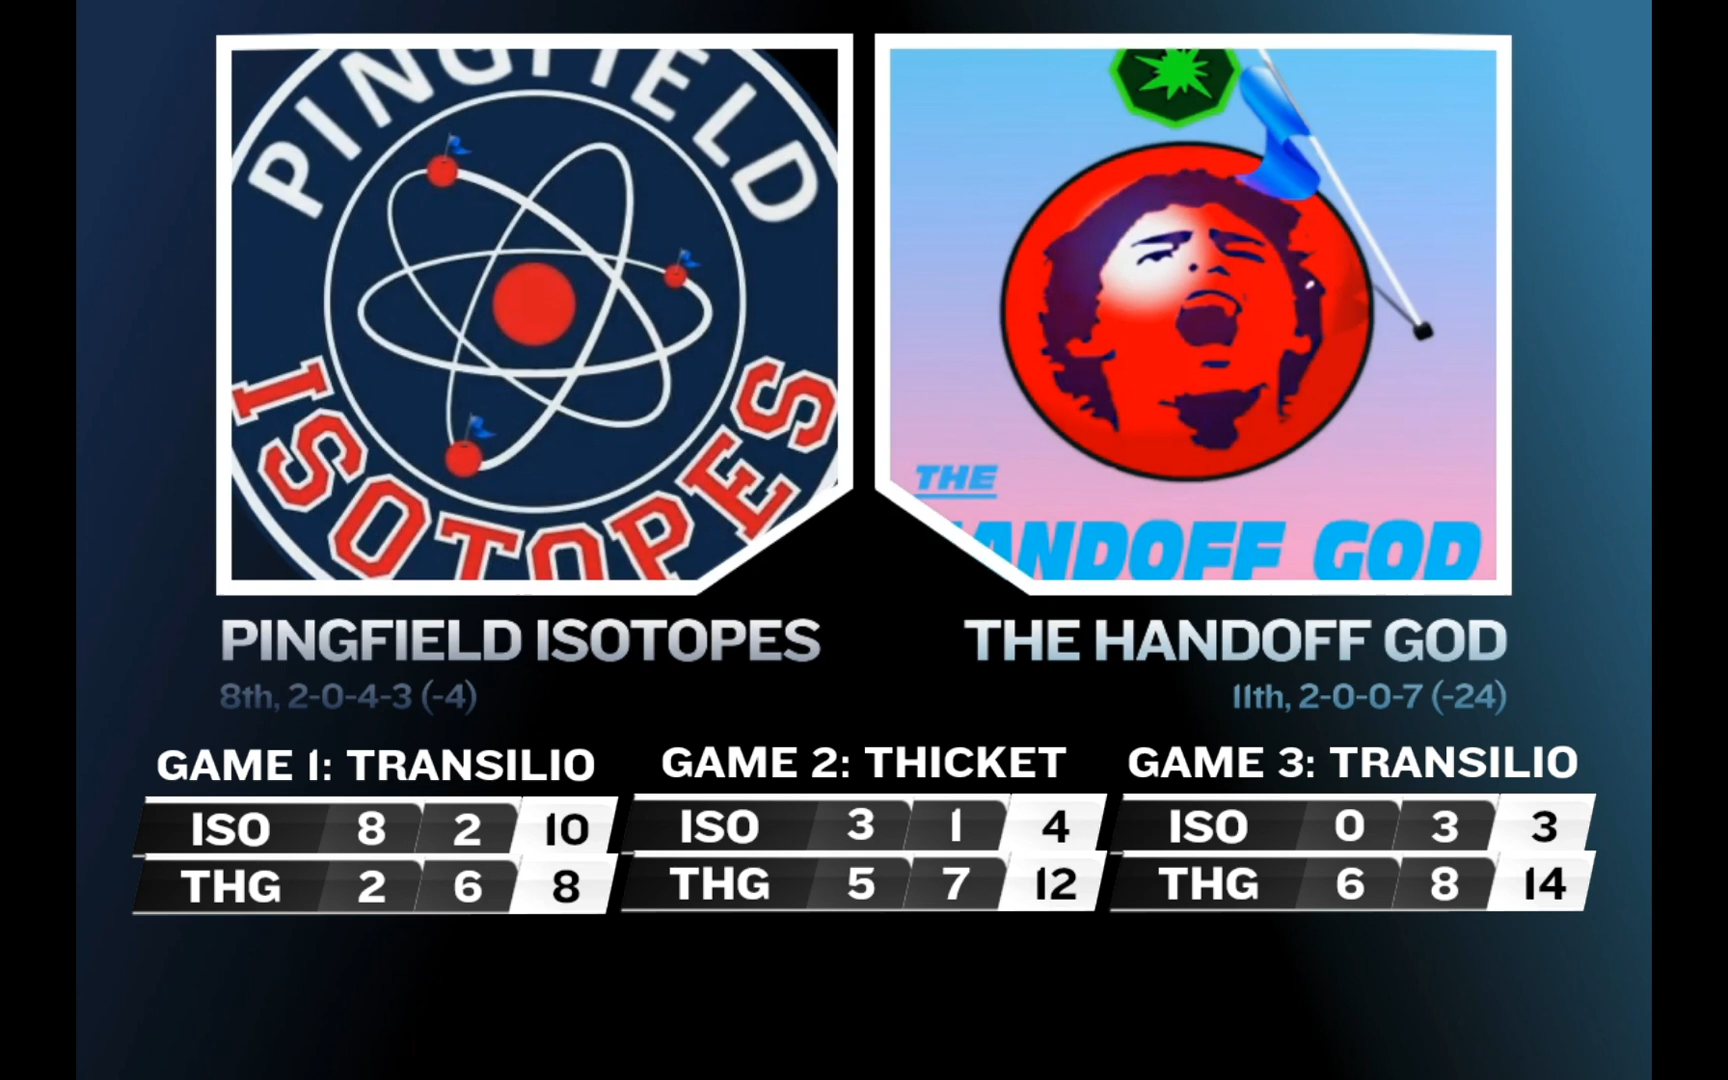 PINGFIELD
ISOTOPES
THE
HANDOFF GOD
PINGFIELD ISOTOPES
8th, 2-0-4-3 (-4)
THE HANDOFF GOD
11th, 2-0-0-7 (-24)
GAME 1: TRANSILIO
ISO 8 2 10
THG 2 6 8
GAME 2: THICKET
ISO 3 1 4
THG 5 7 12
GAME 3: TRANSILIO
ISO 0 3 3
THG 6 8 14